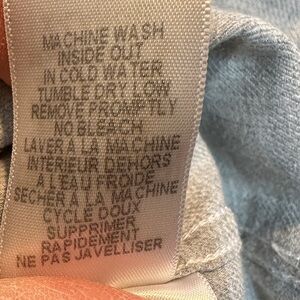 MACHINE WASH
INSIDE OUT
IN COLD WATER
TUMBLE DRY LOW
REMOVE PROMPTLY
NO BLEACH
LAVER A LA MACHINE
INTERIEUR DEHORS
A L'EAU FROIDE
SECHER A LA MACHINE
CYCLE DOUX
SUPPRIMER
RAPIDEMENT
NE PAS JAVELLISER